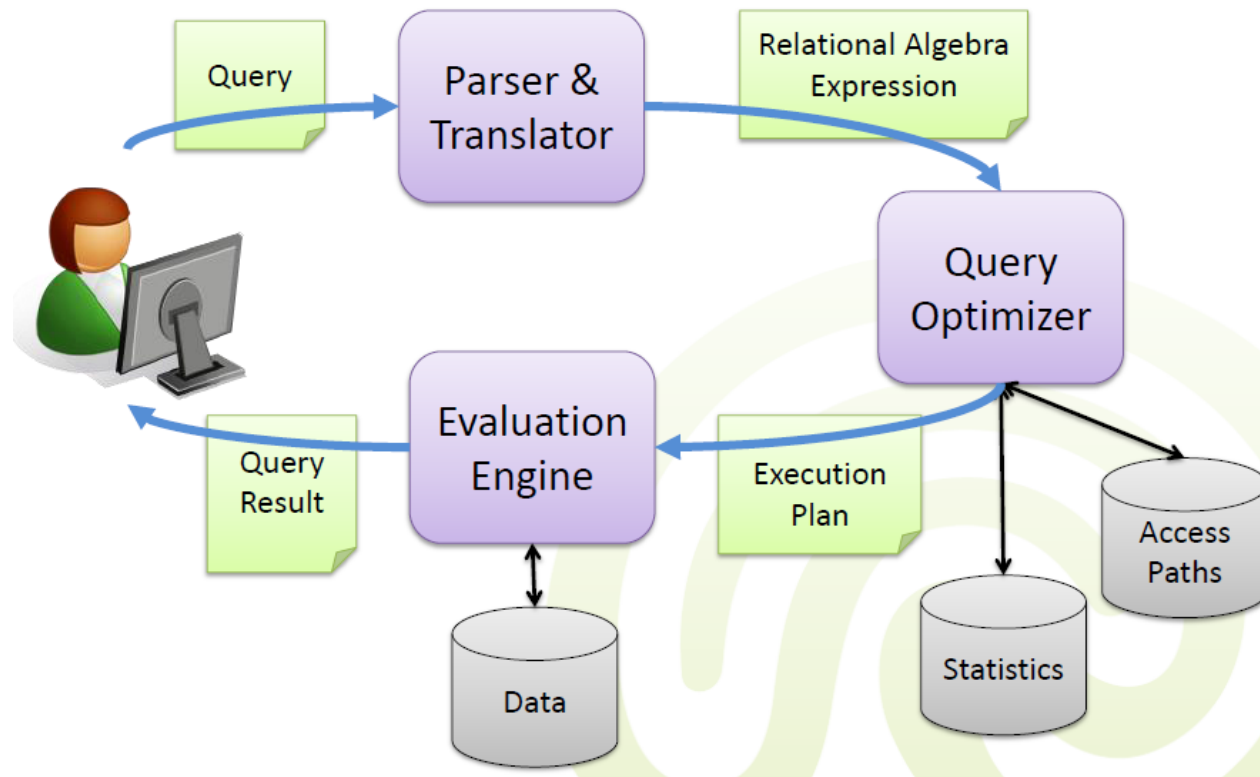 Query
Parser &
Translator
Relational Algebra
Expression
Query
Optimizer
Evaluation
Engine
Query
Result
Execution
Plan
Access
Paths
Statistics
Data